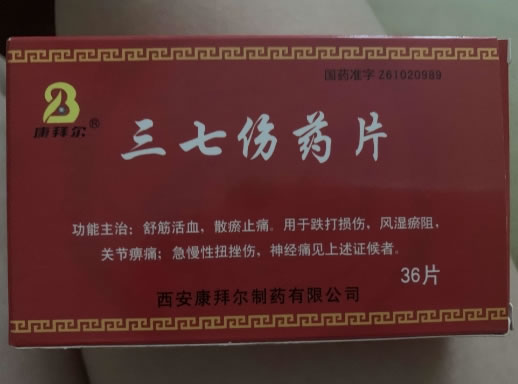 国药准字 Z61020989
康拜尔®
三七伤药片
功能主治：舒筋活血，散瘀止痛。用于跌打损伤，风湿瘀阻，
关节痹痛；急慢性扭挫伤，神经痛见上述证候者。
36片
西安康拜尔制药有限公司